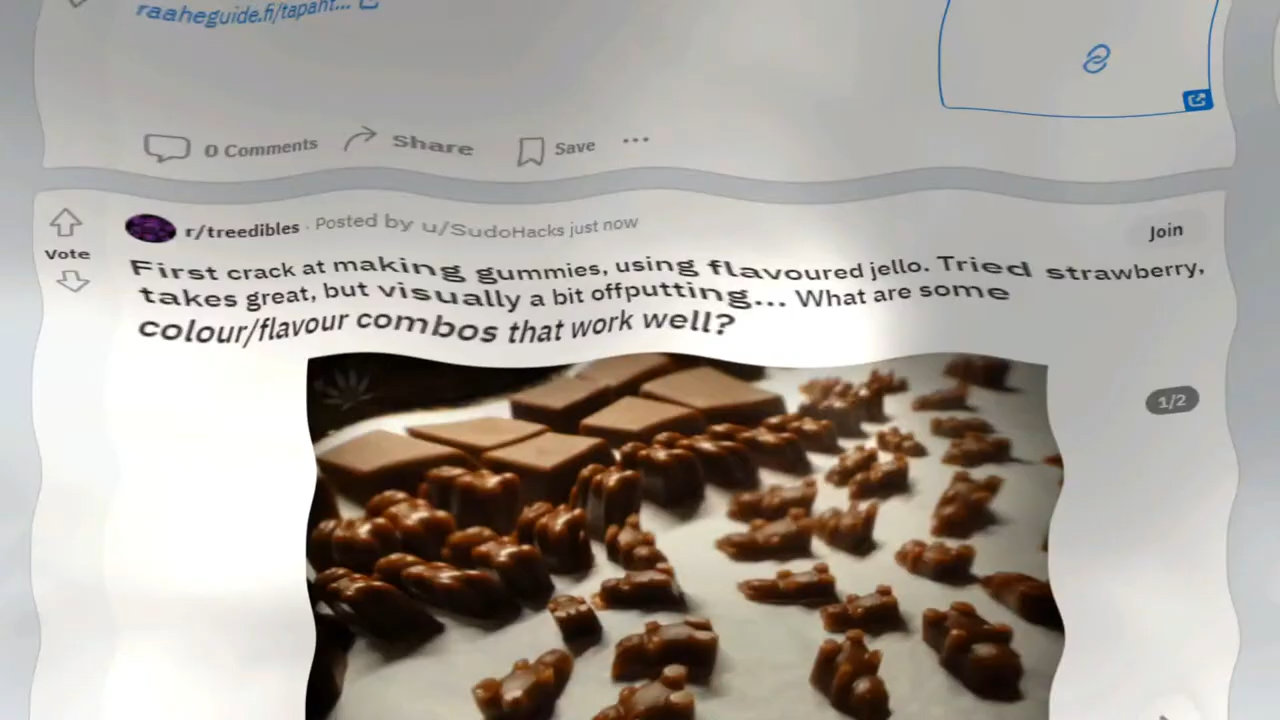 raaheguide.fi/tapaht...
0 Comments Share Save ...
r/treedibles · Posted by u/SudoHacks just now
Join
Vote
First crack at making gummies, using flavoured jello. Tried strawberry,
takes great, but visually a bit offputting... What are some
colour/flavour combos that work well?
1/2